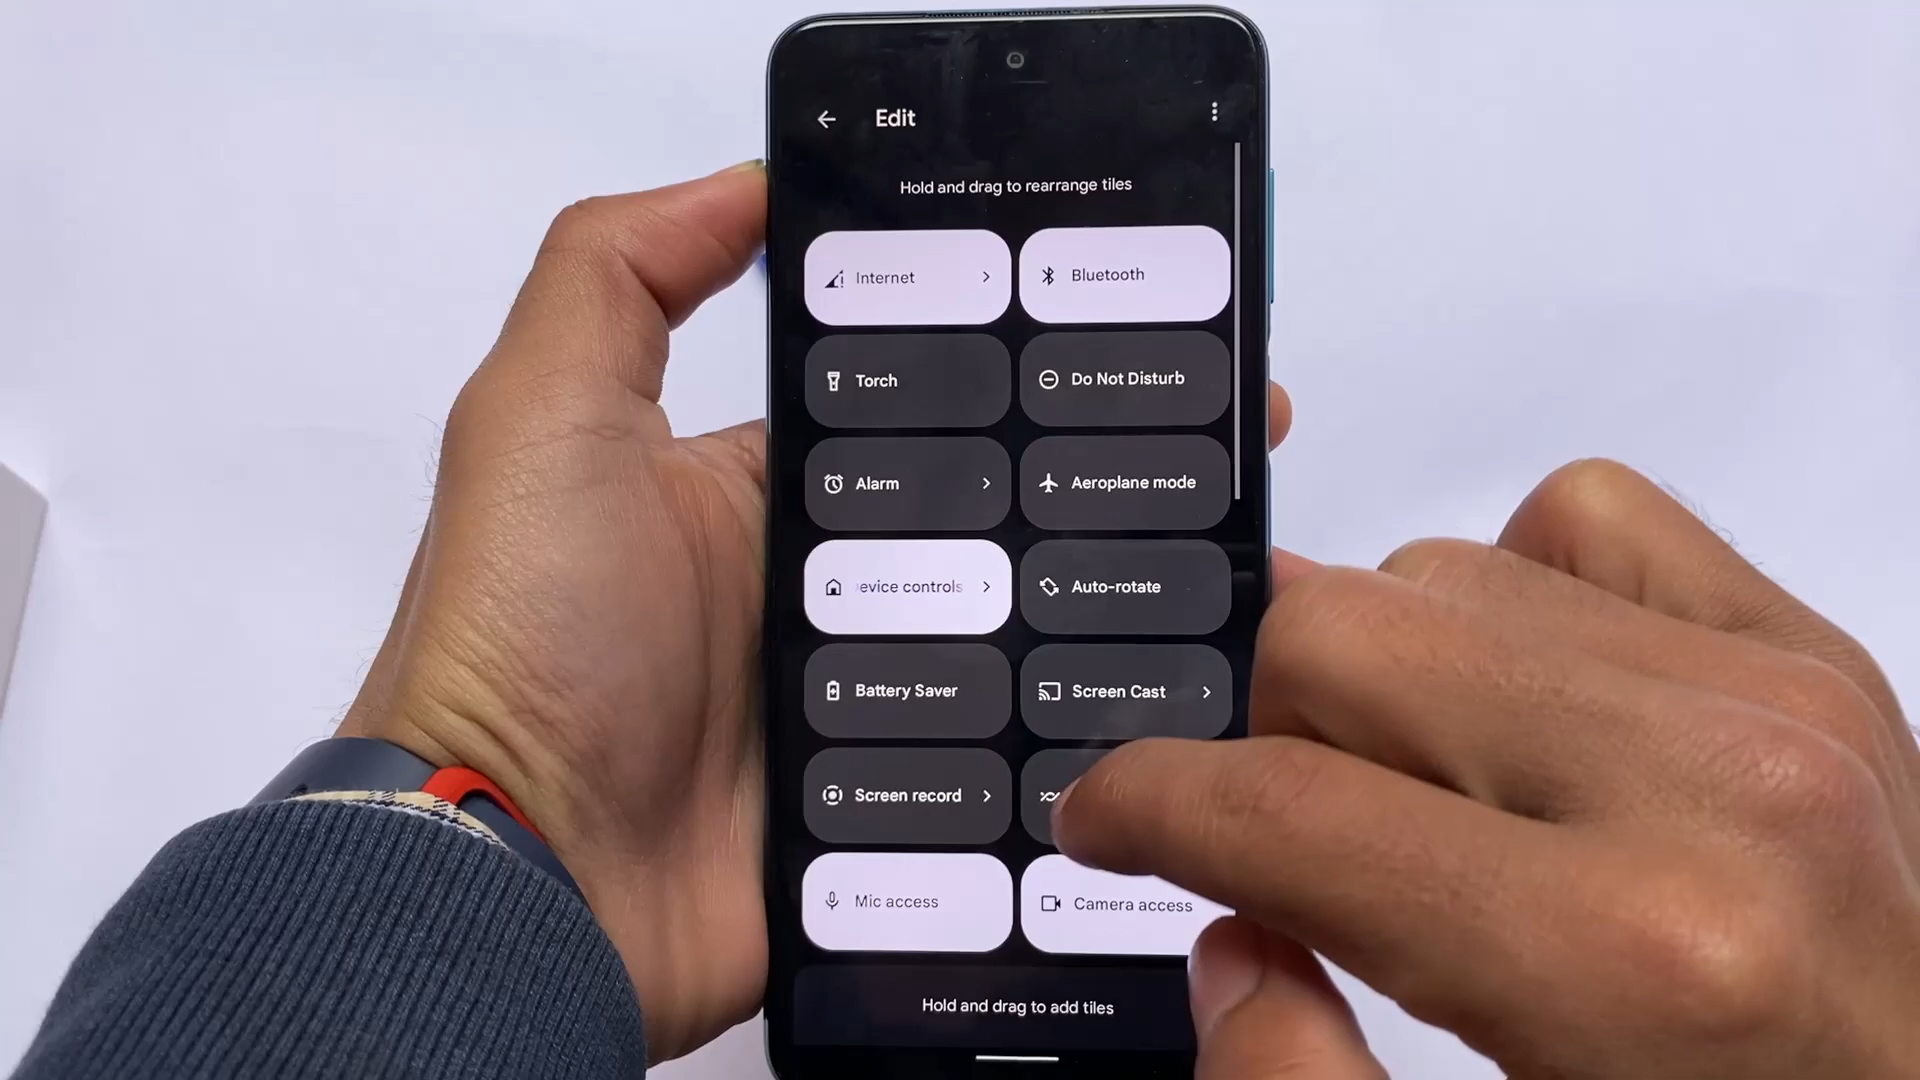 Edit
Hold and drag to rearrange tiles
Internet
Bluetooth
Torch
Do Not Disturb
Alarm
Aeroplane mode
evice controls
Auto-rotate
Battery Saver
Screen Cast
Screen record
Mic access
Camera access
Hold and drag to add tiles